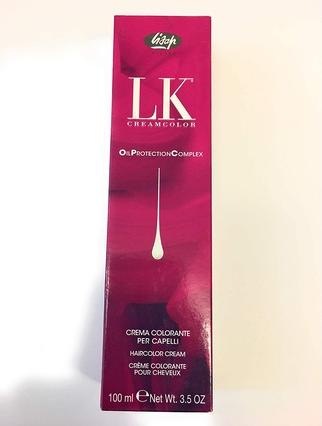 lisap
LK
CREAMCOLOR
OILPROTECTIONCOMPLEX
CREMA COLORANTE
PER CAPELLI
HAIRCOLOR CREAM
CRÈME COLORANTE
POUR CHEVEUX
100 ml ℮ Net Wt. 3.5 OZ